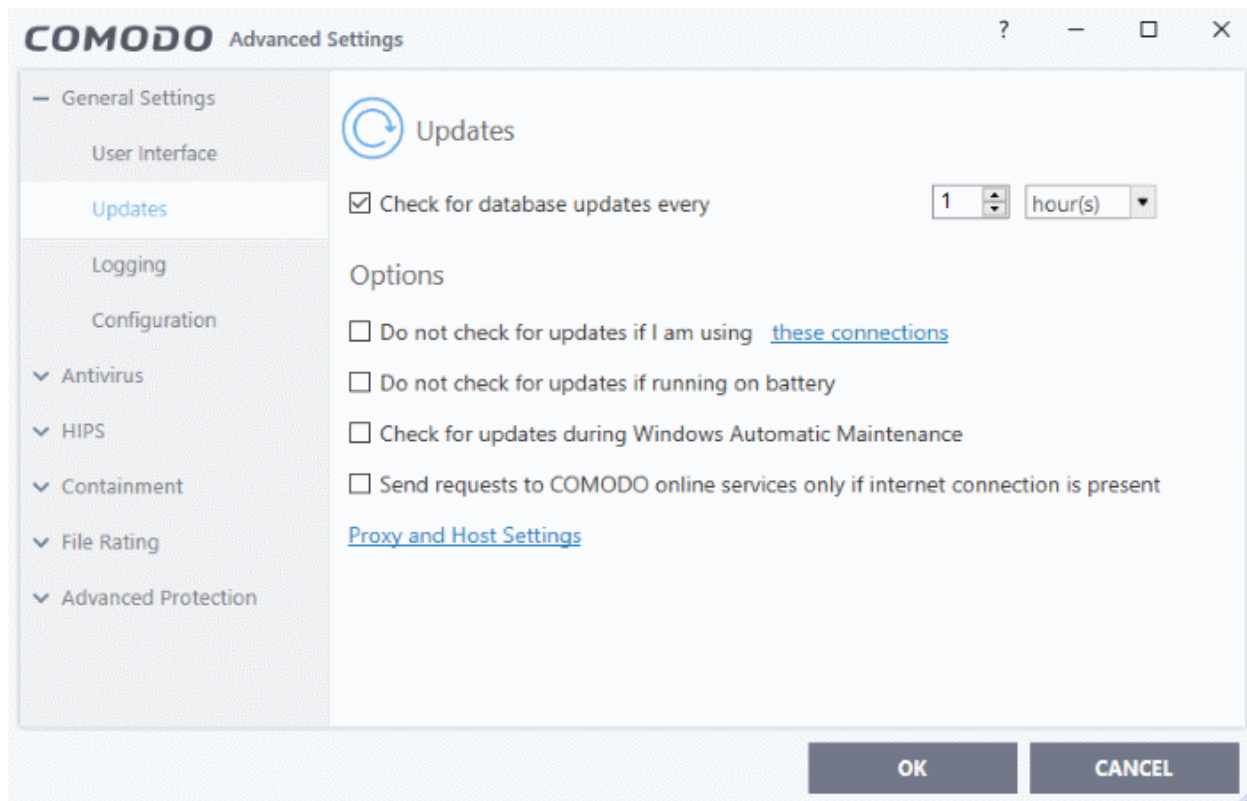 COMODO Advanced Settings ?
General Settings
User Interface
Updates
Logging
Configuration
Antivirus
HIPS
Containment
File Rating
Advanced Protection
Updates
Check for database updates every 1 hour(s)
Options
Do not check for updates if I am using these connections
Do not check for updates if running on battery
Check for updates during Windows Automatic Maintenance
Send requests to COMODO online services only if internet connection is present
Proxy and Host Settings
OK CANCEL